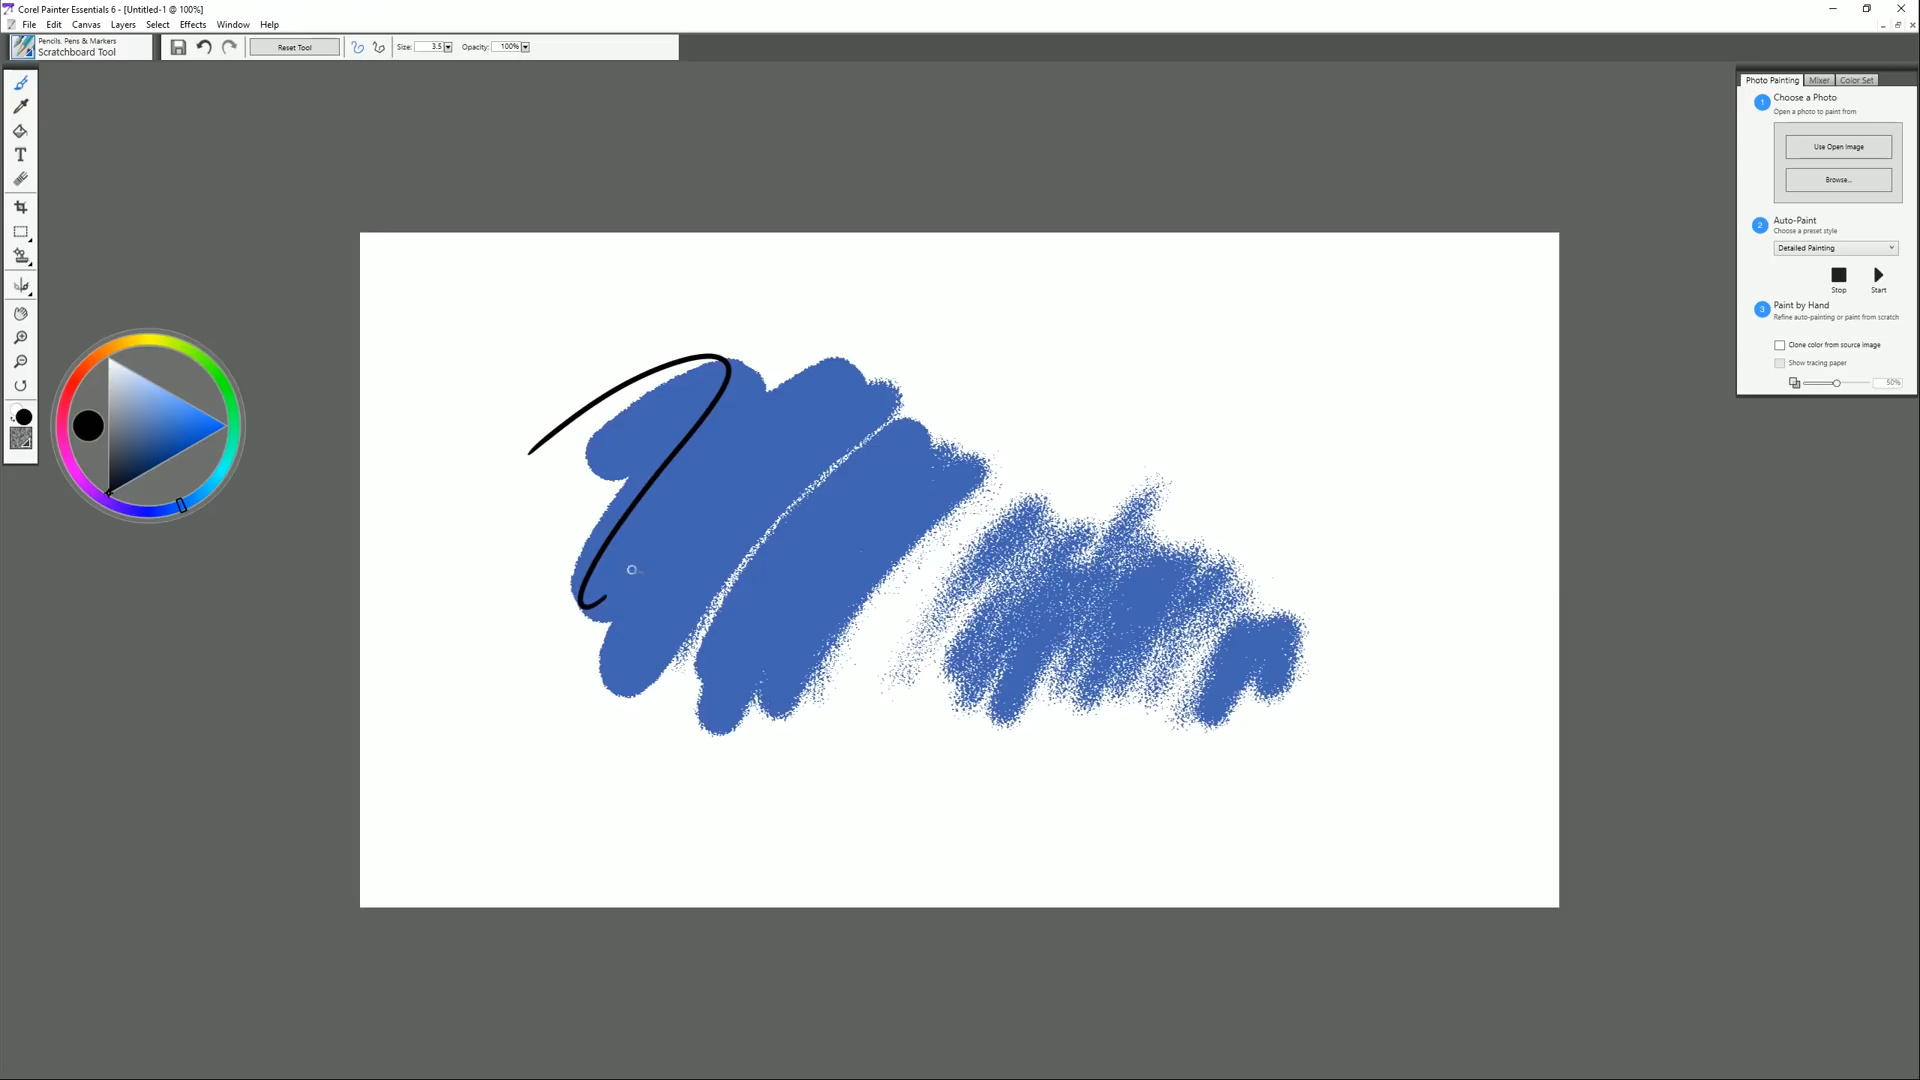 Corel Painter Essentials 6 - [Untitled-1 @ 100%]
File Edit Canvas Layers Select Effects Window Help
Pencils, Pens & Markers
Scratchboard Tool
Reset Tool
Size: 3.5
Opacity: 100%
Photo Painting Mixer Color Set
1 Choose a Photo
Open a photo to paint from
Use Open Image
Browse...
2 Auto-Paint
Choose a preset style
Detailed Painting
Stop Start
3 Paint by Hand
Refine auto-painting or paint from scratch
Clone color from source image
Show tracing paper
50%